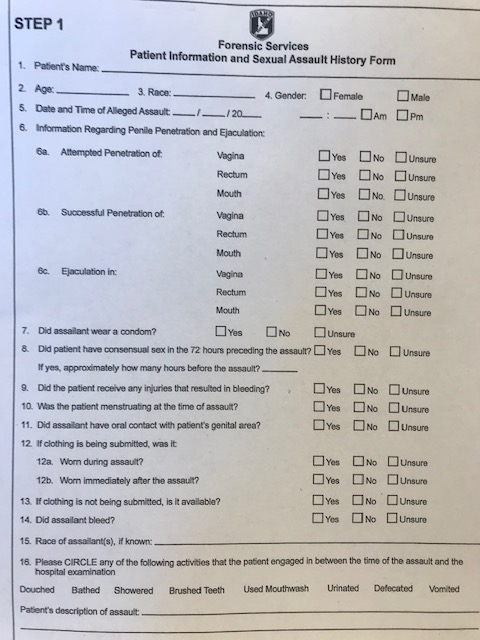 STEP 1
IDAHO
Forensic Services
Patient Information and Sexual Assault History Form
1. Patient's Name:
2. Age: 3. Race: 4. Gender: Female Male
5. Date and Time of Alleged Assault: / / 20 : Am Pm
6. Information Regarding Penile Penetration and Ejaculation:
6a. Attempted Penetration of: Vagina Yes No Unsure
Rectum Yes No Unsure
Mouth Yes No Unsure
6b. Successful Penetration of: Vagina Yes No Unsure
Rectum Yes No Unsure
Mouth Yes No Unsure
6c. Ejaculation in: Vagina Yes No Unsure
Rectum Yes No Unsure
Mouth Yes No Unsure
7. Did assailant wear a condom? Yes No Unsure
8. Did patient have consensual sex in the 72 hours preceding the assault? Yes No Unsure
If yes, approximately how many hours before the assault?
9. Did the patient receive any injuries that resulted in bleeding? Yes No Unsure
10. Was the patient menstruating at the time of assault? Yes No Unsure
11. Did assailant have oral contact with patient's genital area? Yes No Unsure
12. If clothing is being submitted, was it:
12a. Worn during assault? Yes No Unsure
12b. Worn immediately after the assault? Yes No Unsure
13. If clothing is not being submitted, is it available? Yes No Unsure
14. Did assailant bleed? Yes No Unsure
15. Race of assailant(s), if known:
16. Please CIRCLE any of the following activities that the patient engaged in between the time of the assault and the
hospital examination
Douched Bathed Showered Brushed Teeth Used Mouthwash Urinated Defecated Vomited
Patient's description of assault: